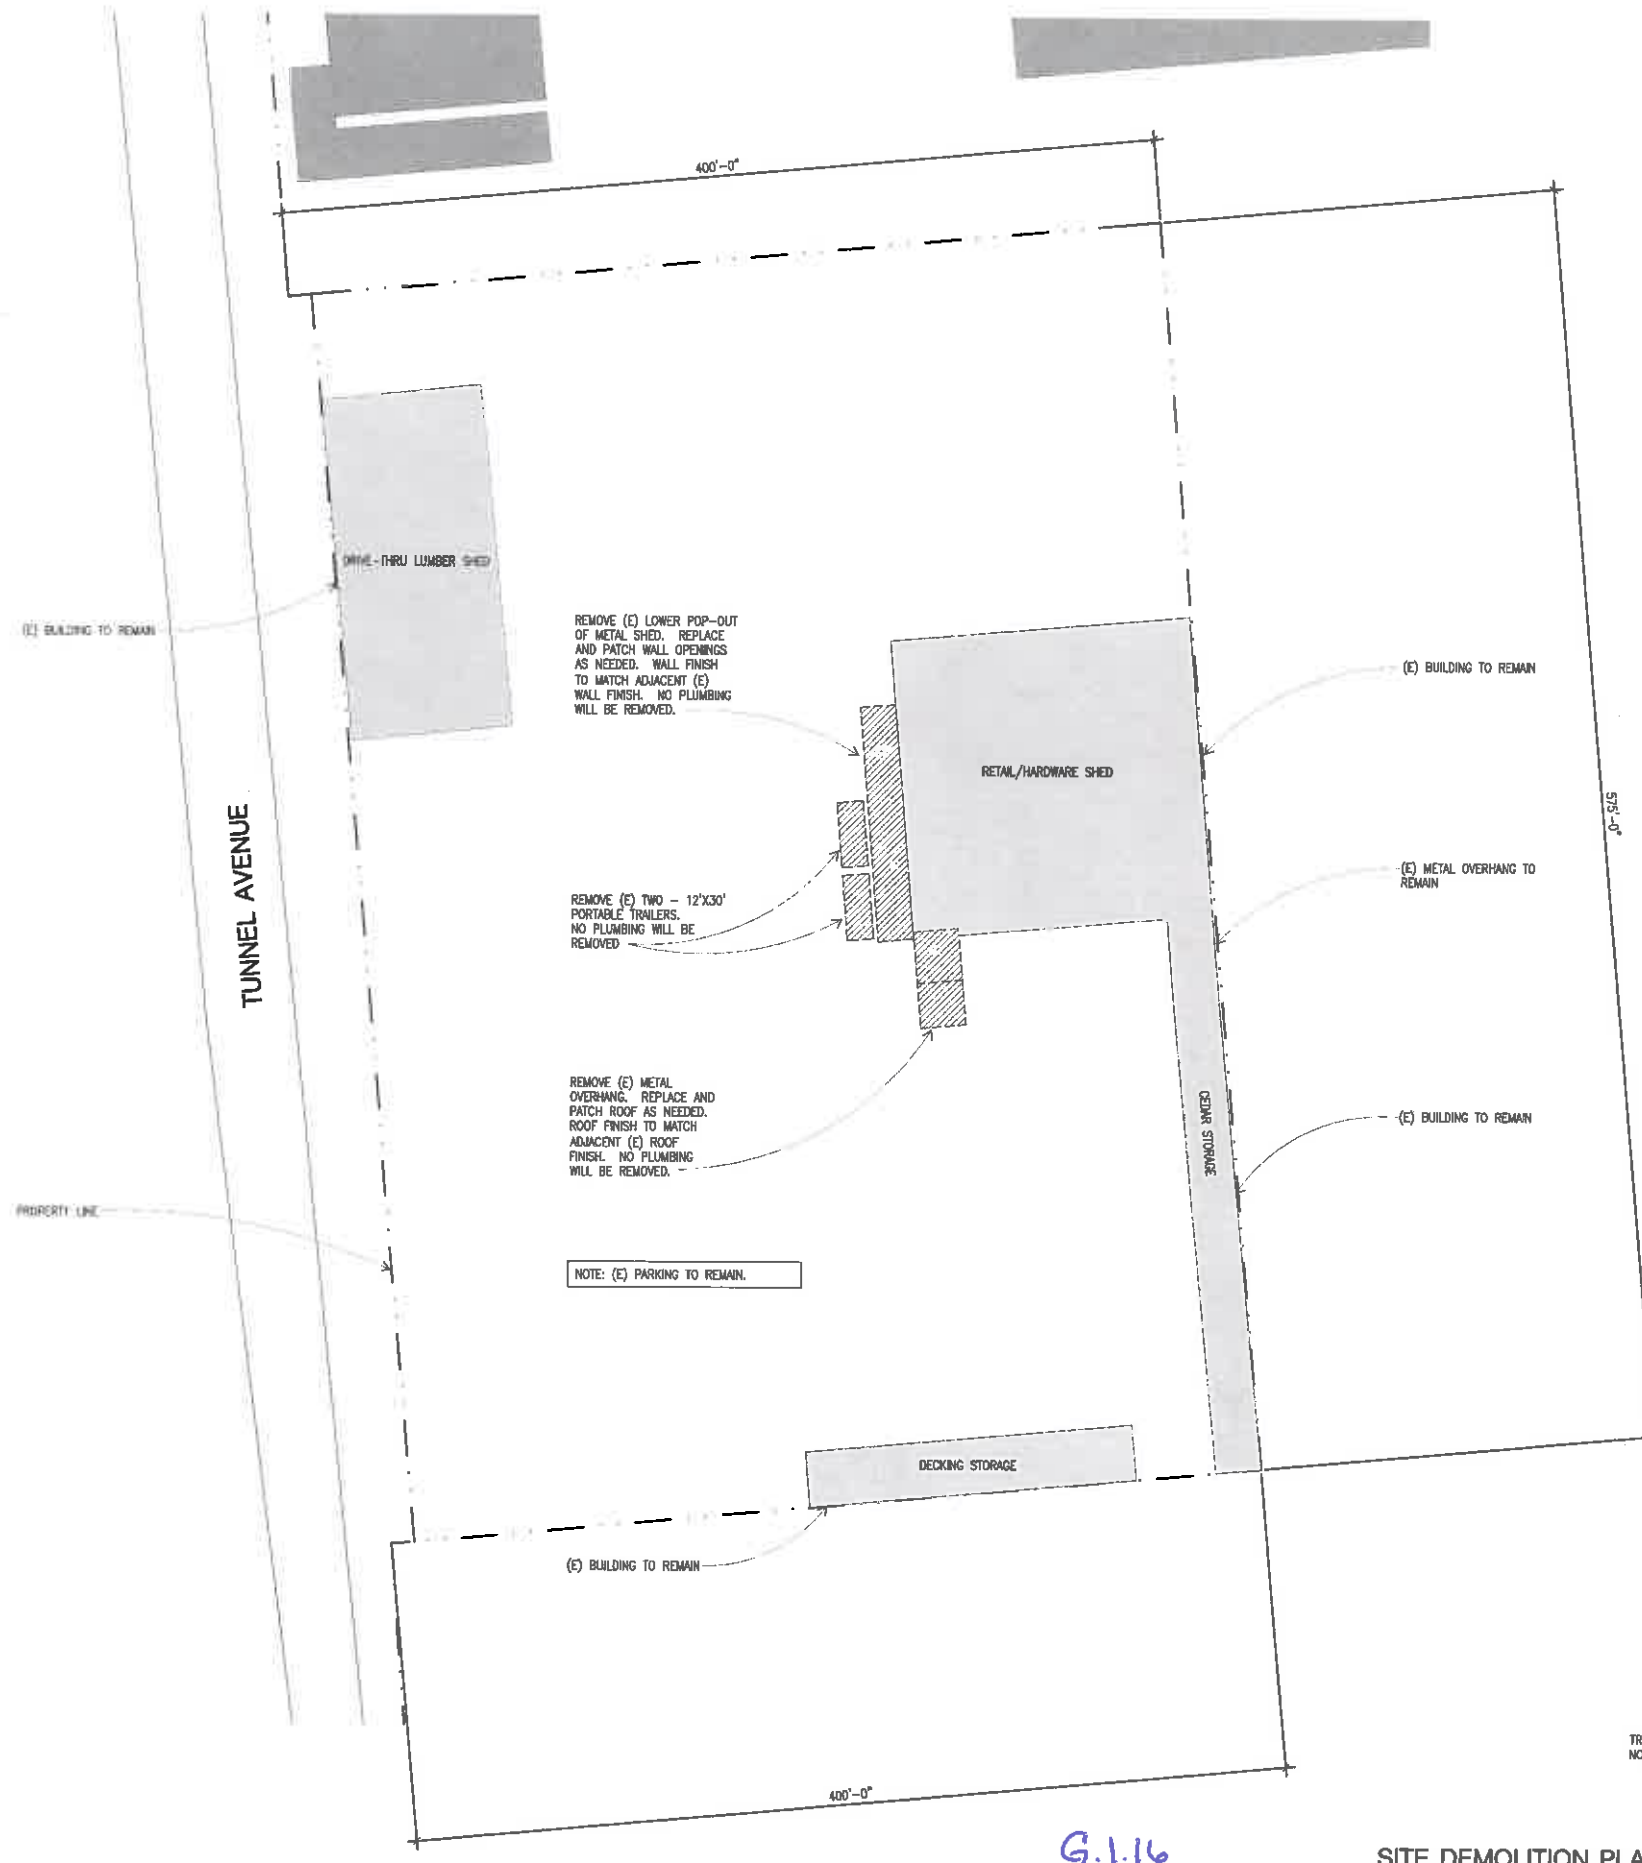 400'-0"
DRIVE-THRU LUMBER SHED
(E) BUILDING TO REMAIN
REMOVE (E) LOWER POP-OUT
OF METAL SHED. REPLACE
AND PATCH WALL OPENINGS
AS NEEDED. WALL FINISH
TO MATCH ADJACENT (E)
WALL FINISH. NO PLUMBING
WILL BE REMOVED.
(E) BUILDING TO REMAIN
RETAIL/HARDWARE SHED
575'-0"
TUNNEL AVENUE
(E) METAL OVERHANG TO
REMAIN
REMOVE (E) TWO - 12'X30'
PORTABLE TRAILERS.
NO PLUMBING WILL BE
REMOVED
REMOVE (E) METAL
OVERHANG. REPLACE AND
PATCH ROOF AS NEEDED.
ROOF FINISH TO MATCH
ADJACENT (E) ROOF
FINISH. NO PLUMBING
WILL BE REMOVED.
CEDAR STORAGE
(E) BUILDING TO REMAIN
PROPERTY LINE
NOTE: (E) PARKING TO REMAIN.
DECKING STORAGE
(E) BUILDING TO REMAIN
TR
NO
400'-0"
G.1.16
SITE DEMOLITION PLA